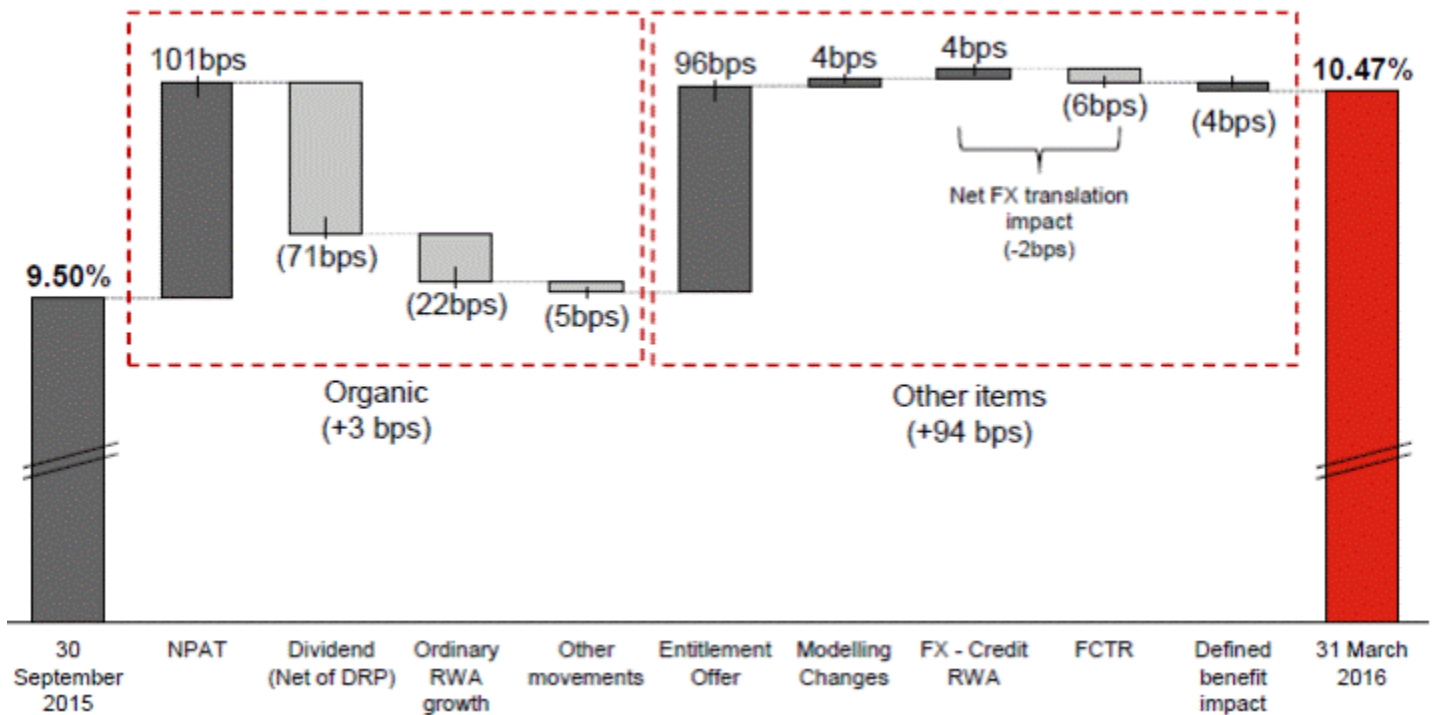 101bps
(71bps)
(22bps)
(5bps)
9.50%
96bps
4bps
4bps
(6bps)
(4bps)
10.47%
Net FX translation
impact
(-2bps)
Organic
(+3 bps)
Other items
(+94 bps)
30
September
2015
NPAT
Dividend
(Net of DRP)
Ordinary
RWA
growth
Other
movements
Entitlement
Offer
Modelling
Changes
FX - Credit
RWA
FCTR
Defined
benefit
impact
31 March
2016